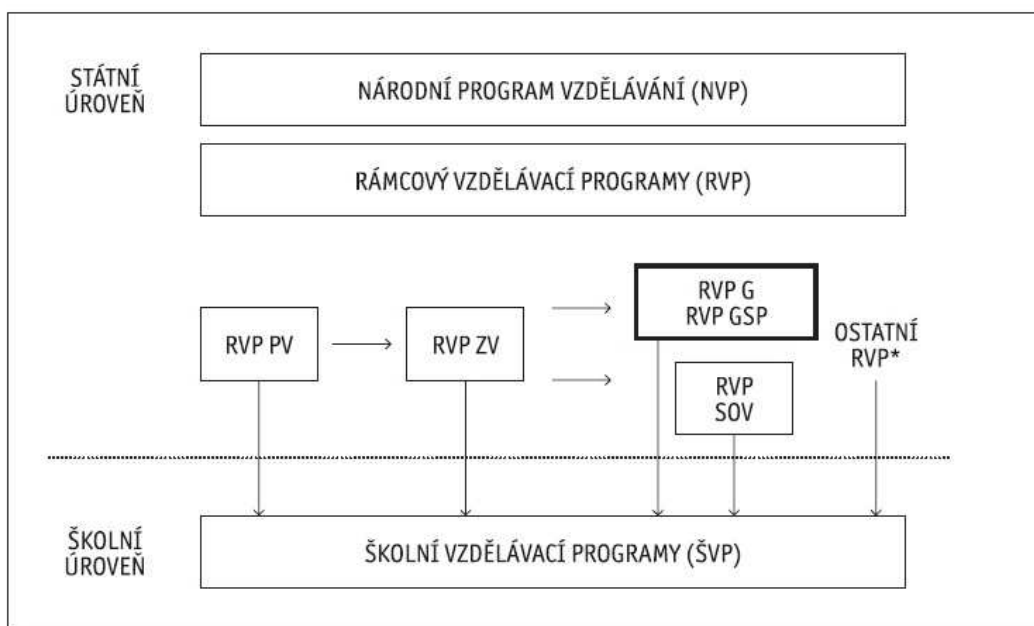 STÁTNÍ
ÚROVEŇ
NÁRODNÍ PROGRAM VZDĚLÁVÁNÍ (NVP)
RÁMCOVÝ VZDĚLÁVACÍ PROGRAMY (RVP)
RVP PV
RVP ZV
RVP G
RVP GSP
RVP
SOV
OSTATNÍ
RVP*
ŠKOLNÍ
ÚROVEŇ
ŠKOLNÍ VZDĚLÁVACÍ PROGRAMY (ŠVP)